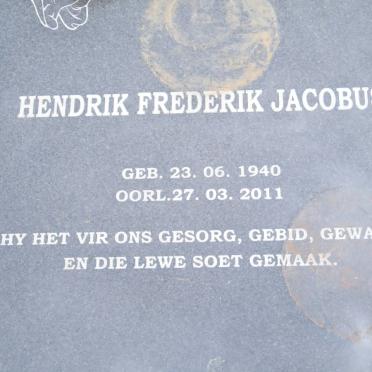 HENDRIK FREDERIK JACOBUS
GEB. 23. 06. 1940
OORL.27. 03. 2011
HY HET VIR ONS GESORG, GEBID,
EN DIE LEWE SOET GEMAAK.